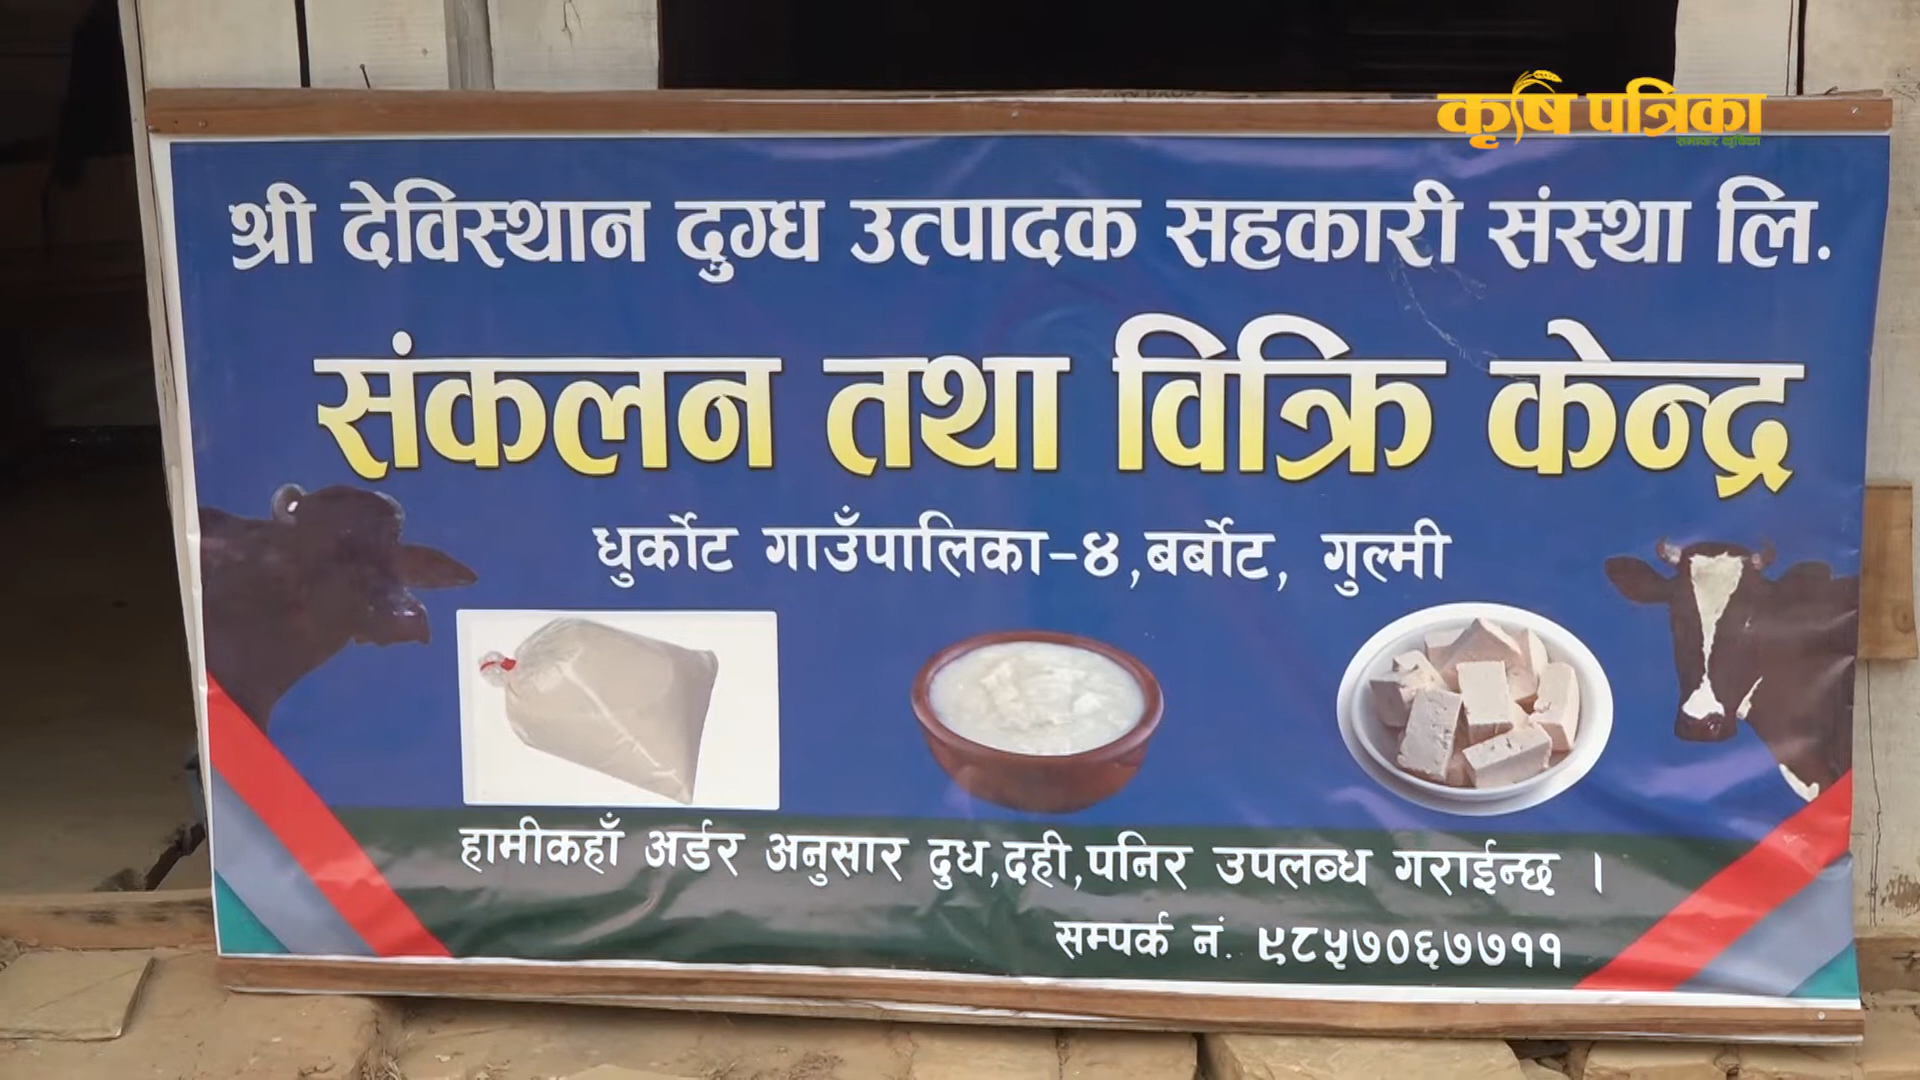 कृषि पत्रिका
श्री देविस्थान दुग्ध उत्पादक सहकारी संस्था लि.
संकलन तथा विक्रि केन्द्र
धुर्कोट गाउँपालिका-४,बर्बोट, गुल्मी
हामीकहाँ अर्डर अनुसार दुध,दही,पनिर उपलब्ध गराईन्छ ।
सम्पर्क नं. ९८५७०६७७११